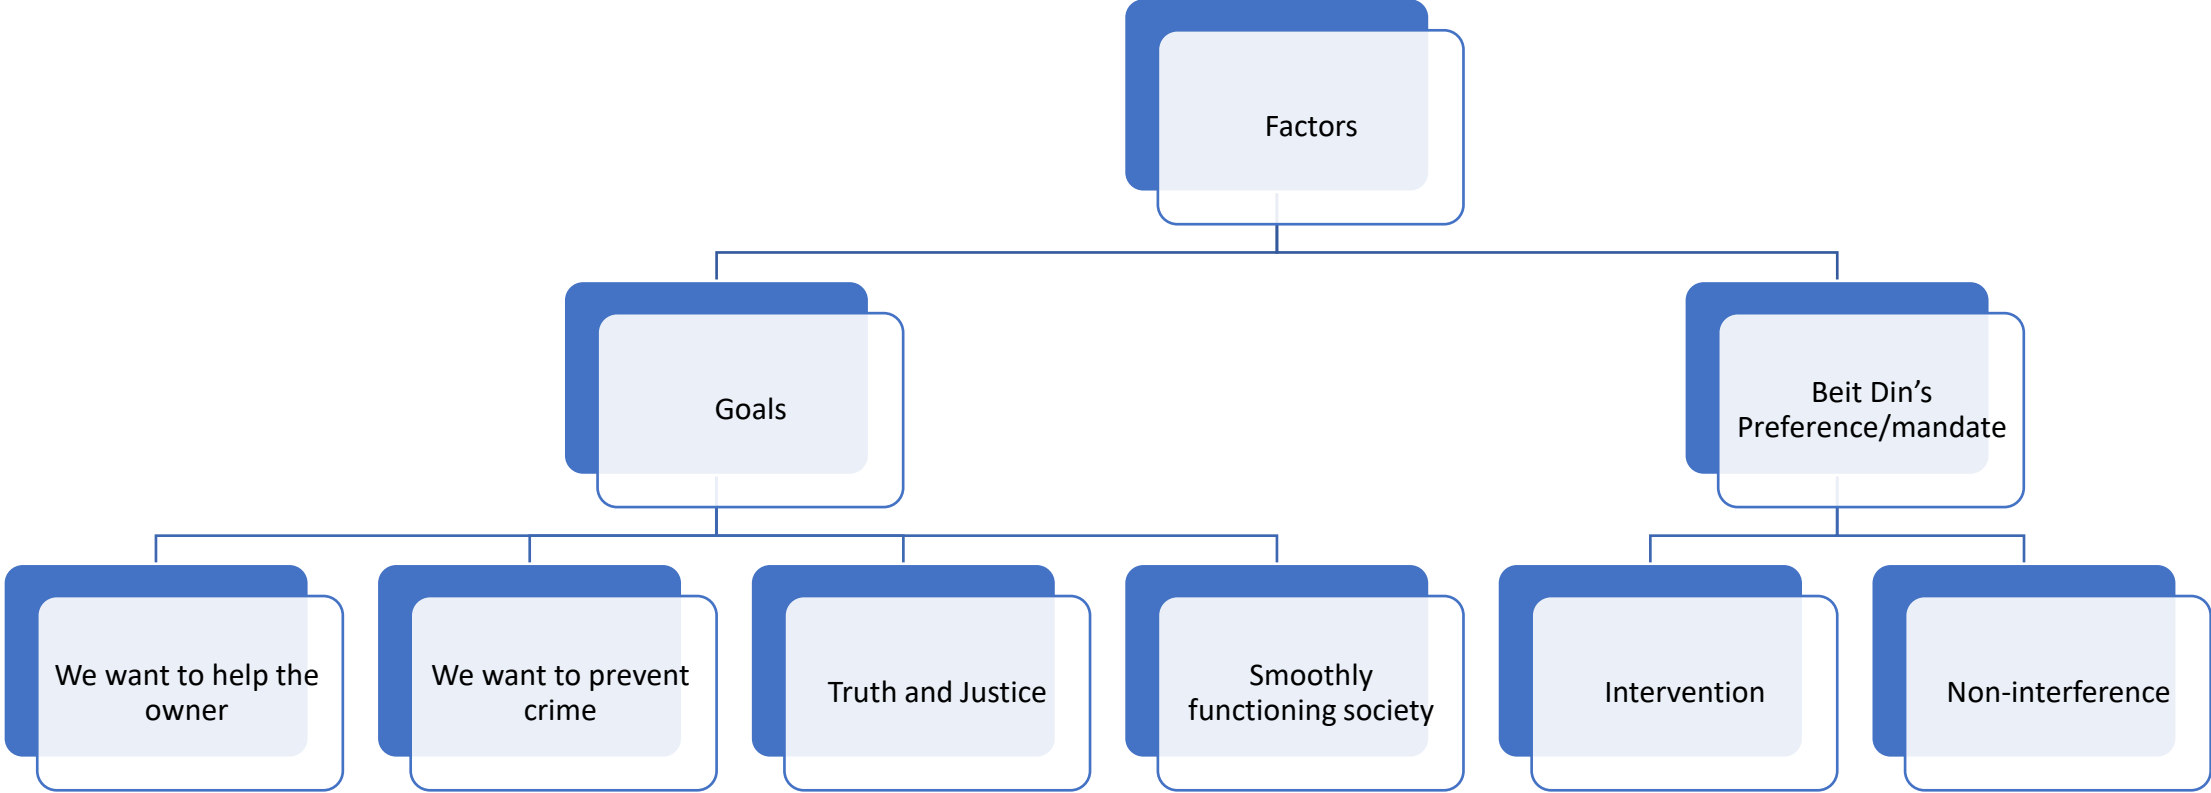 Factors
Goals
Beit Din’s
Preference/mandate
We want to help the
owner
We want to prevent
crime
Truth and Justice
Smoothly
functioning society
Intervention
Non-interference